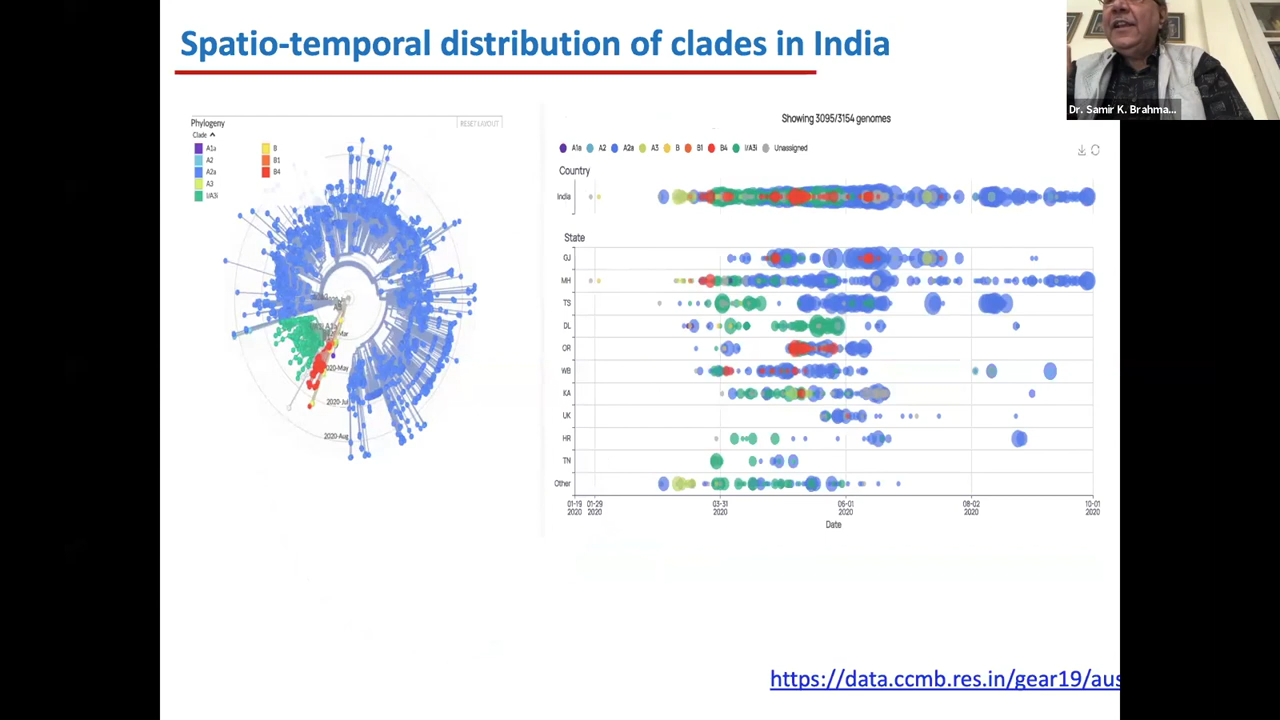 Spatio-temporal distribution of clades in India
Dr. Samir K. Brahma...
Phylogeny
RESET LAYOUT
Clade
A1a
B
A2
B1
A2a
B4
A3
I/A3i
2020-May
2020-Jul
2020-Aug
Showing 3095/3154 genomes
A1a A2 A2a A3 B B1 B4 I/A3i Unassigned
Country
India
State
GJ
MH
TS
DL
OR
WB
KA
UK
HR
TN
Other
01-19 01-29 03-31 06-01 08-02 10-01
2020 2020 2020 2020 2020 2020
Date
https://data.ccmb.res.in/gear19/aus